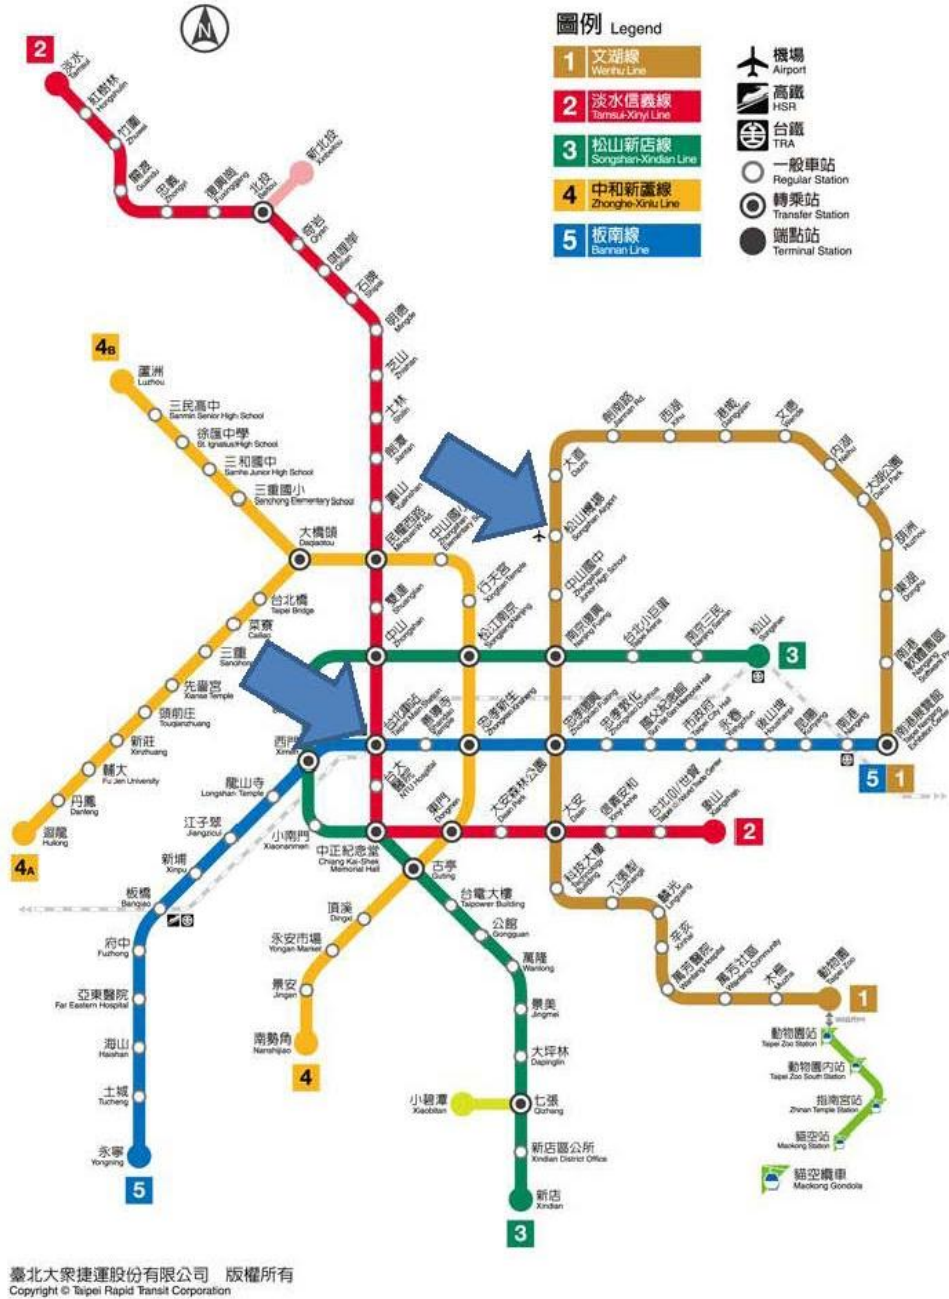 N
圖例 Legend
1 文湖線
Wenhu Line
2 淡水信義線
Tamsui-Xinyi Line
3 松山新店線
Songshan-Xindian Line
4 中和新蘆線
Zhonghe-Xinlu Line
5 板南線
Bannan Line
機場
Airport
高鐵
HSR
台鐵
TRA
一般車站
Regular Station
轉乘站
Transfer Station
端點站
Terminal Station
2
淡水
Tamsui
紅樹林
Hongshulin
竹圍
Zhuwei
關渡
Guandu
忠義
Zhongyi
復興崗
Fuxinggang
北投
Beitou
新北投
Xinbeitou
奇岩
Qiyan
唭哩岸
Qilian
石牌
Shipai
明德
Mingde
芝山
Zhishan
士林
Shilin
劍潭
Jiantan
圓山
Yuanshan
民權西路
Minquan W. Rd.
雙連
Shuanglian
中山
Zhongshan
台北車站
Taipei Main Station
台大
醫院
NTU Hospital
中正紀念堂
Chiang Kai-Shek
Memorial Hall
東門
Dongmen
大安森林公園
Daan Park
大安
Daan
信義安和
Xinyi Anhe
台北101/世貿
象山
Xiangshan
2
4B
蘆洲
Luzhou
三民高中
Sanmin Senior High School
徐匯中學
St. Ignatius High School
三和國中
Sanhe Junior High School
三重國小
Sanchong Elementary School
大橋頭
Daqiaotou
台北橋
Taipei Bridge
菜寮
Cailiao
三重
先嗇宮
Xianse Temple
頭前庄
Touqianzhuang
新莊
Xinzhuang
輔大
Fu Jen University
丹鳳
Danfeng
迴龍
Huilong
4A
中山國小
Zhongshan
行天宮
Xingtian Temple
松江南京
Songjiang Nanjing
忠孝新生
Zhongxiao Xinsheng
古亭
Guting
頂溪
Dingxi
永安市場
Yongan Market
景安
Jingan
南勢角
Nanshijiao
4
劍南路
Jiannan Rd.
西湖
Xihu
港墘
Gangqian
文德
Wende
內湖
Neihu
大湖公園
Dahu Park
葫洲
Huzhou
東湖
Donghu
南港
軟體園區
Nangang
南港展覽館
大直
Dazhi
松山機場
Songshan Airport
中山國中
Zhongshan
Junior High School
南京復興
Nanjing Fuxing
台北小巨蛋
Taipei Arena
南京三民
Nanjing Sanmin
松山
Songshan
3
西門
善導寺
忠孝復興
Zhongxiao Fuxing
忠孝敦化
Zhongxiao Dunhua
國父紀念館
Sun Yat-Sen Memorial Hall
市政府
Taipei City Hall
永春
Yongchun
後山埤
Houshanpi
昆陽
Kunyang
南港
Nangang
5 1
龍山寺
Longshan Temple
江子翠
Jiangzicui
新埔
Xinpu
板橋
Banqiao
府中
Fuzhong
亞東醫院
Far Eastern Hospital
海山
Haishan
土城
Tucheng
永寧
Yongning
5
小南門
Xiaonanmen
台電大樓
Taipower Building
公館
Gongguan
萬隆
Wanlong
景美
Jingmei
大坪林
Dapinglin
七張
Qizhang
小碧潭
Xiaobitan
新店區公所
Xindian District Office
新店
Xindian
3
科技大樓
Technology
Building
六張犁
Liuzhangli
麟光
Linguang
辛亥
Xinhai
萬芳醫院
Wanfang Hospital
萬芳社區
Wanfang Community
木柵
Muzha
動物園
Taipei Zoo
1
動物園站
Taipei Zoo Station
動物園內站
Taipei Zoo South Station
指南宮站
Zhinan Temple Station
貓空站
Maokong Station
貓空纜車
Maokong Gondola
臺北大眾捷運股份有限公司 版權所有
Copyright © Taipei Rapid Transit Corporation